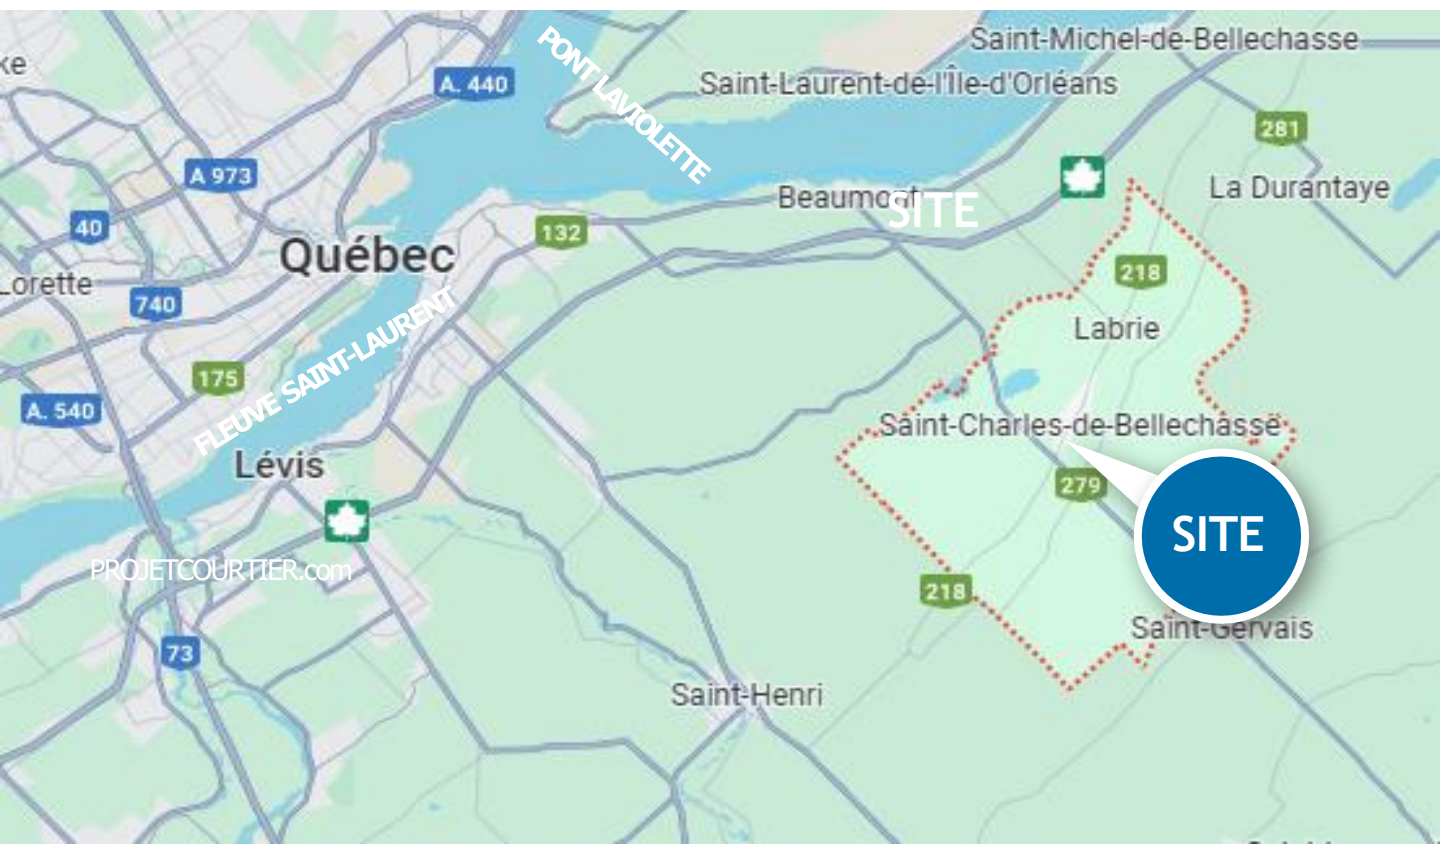 PONT LAVIOLETTE
Saint-Michel-de-Bellechasse
ke
A. 440
Saint-Laurent-de-l'Île-d'Orléans
281
A 973
La Durantaye
Beaumont
SITE
40
132
Québec
218
Lorette
740
FLEUVE SAINT-LAURENT
Labrie
175
A. 540
Saint-Charles-de-Bellechasse
Lévis
279
SITE
PROJETCOURTIER.com
218
Saint-Gervais
73
Saint-Henri